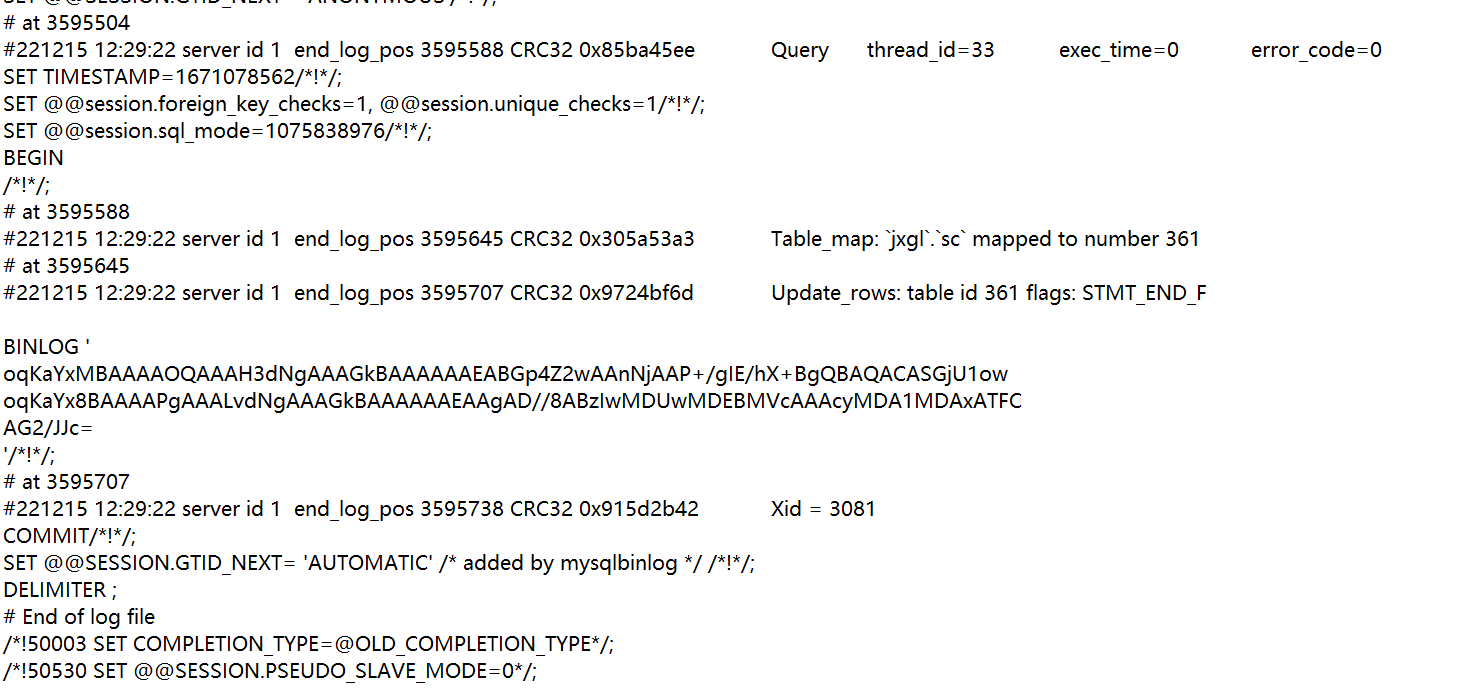 # at 3595504
#221215 12:29:22 server id 1  end_log_pos 3595588 CRC32 0x85ba45ee Query thread_id=33 exec_time=0 error_code=0
SET TIMESTAMP=1671078562/*!*/;
SET @@session.foreign_key_checks=1, @@session.unique_checks=1/*!*/;
SET @@session.sql_mode=1075838976/*!*/;
BEGIN
/*!*/;
# at 3595588
#221215 12:29:22 server id 1  end_log_pos 3595645 CRC32 0x305a53a3 Table_map: `jxgl`.`sc` mapped to number 361
# at 3595645
#221215 12:29:22 server id 1  end_log_pos 3595707 CRC32 0x9724bf6d Update_rows: table id 361 flags: STMT_END_F
BINLOG '
oqKaYxMBAAAAOQAAAH3dNgAAAGkBAAAAAAEABGp4Z2wAAnNjAAP+/gIE/hX+BgQBAQACASGjU1ow
oqKaYx8BAAAAPgAAALvdNgAAAGkBAAAAAAEAAgAD//8ABzIwMDUwMDEBMVcAAAcyMDA1MDAxATFC
AG2/JJc=
'/*!*/;
# at 3595707
#221215 12:29:22 server id 1  end_log_pos 3595738 CRC32 0x915d2b42 Xid = 3081
COMMIT/*!*/;
SET @@SESSION.GTID_NEXT= 'AUTOMATIC' /* added by mysqlbinlog */ /*!*/;
DELIMITER ;
# End of log file
/*!50003 SET COMPLETION_TYPE=@OLD_COMPLETION_TYPE*/;
/*!50530 SET @@SESSION.PSEUDO_SLAVE_MODE=0*/;